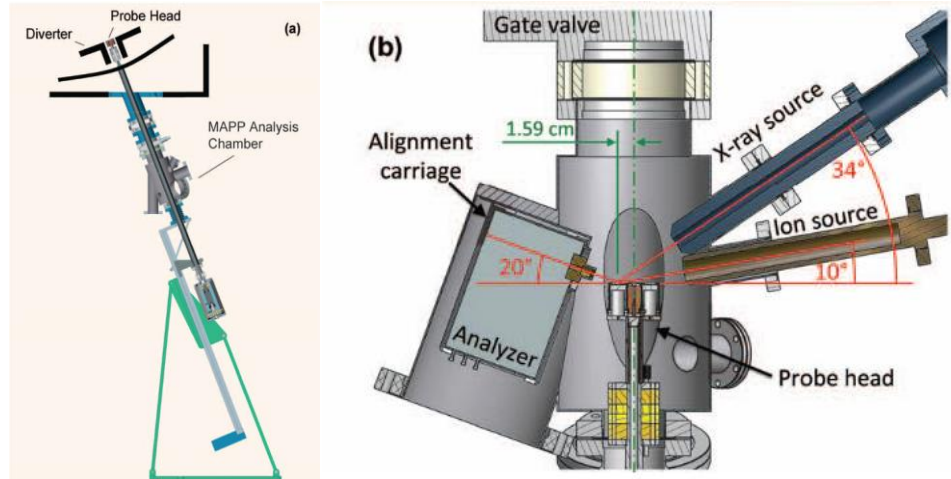 (a)
Probe Head
Diverter
MAPP Analysis
Chamber
(b)
Gate valve
1.59 cm
Alignment
carriage
X-ray source
34°
Ion source
20°
10°
Analyzer
Probe head